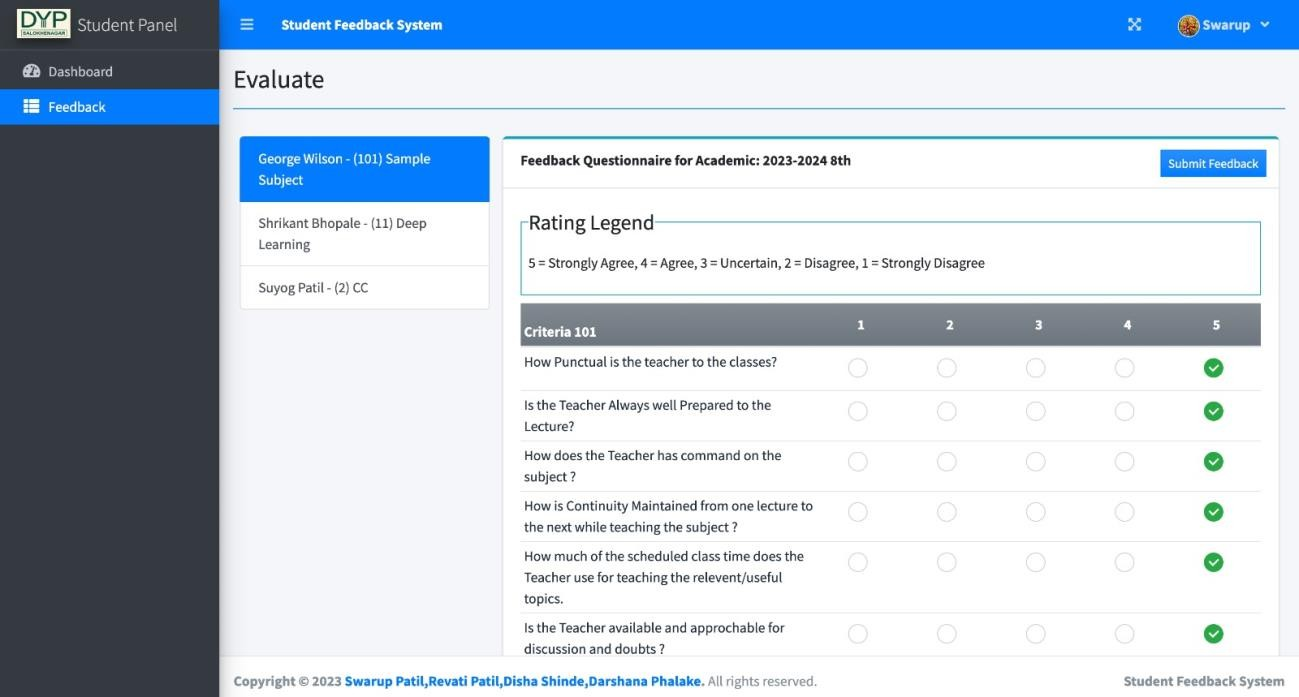 DYP
SALOKHENAGAR
Student Panel
Student Feedback System
Swarup
Dashboard
Feedback
Evaluate
George Wilson - (101) Sample
Subject
Shrikant Bhopale - (11) Deep
Learning
Suyog Patil - (2) CC
Feedback Questionnaire for Academic: 2023-2024 8th
Submit Feedback
Rating Legend
5 = Strongly Agree, 4 = Agree, 3 = Uncertain, 2 = Disagree, 1 = Strongly Disagree
Criteria 101 1 2 3 4 5
How Punctual is the teacher to the classes?
Is the Teacher Always well Prepared to the
Lecture?
How does the Teacher has command on the
subject ?
How is Continuity Maintained from one lecture to
the next while teaching the subject ?
How much of the scheduled class time does the
Teacher use for teaching the relevent/useful
topics.
Is the Teacher available and approchable for
discussion and doubts ?
Copyright © 2023 Swarup Patil,Revati Patil,Disha Shinde,Darshana Phalake. All rights reserved.
Student Feedback System